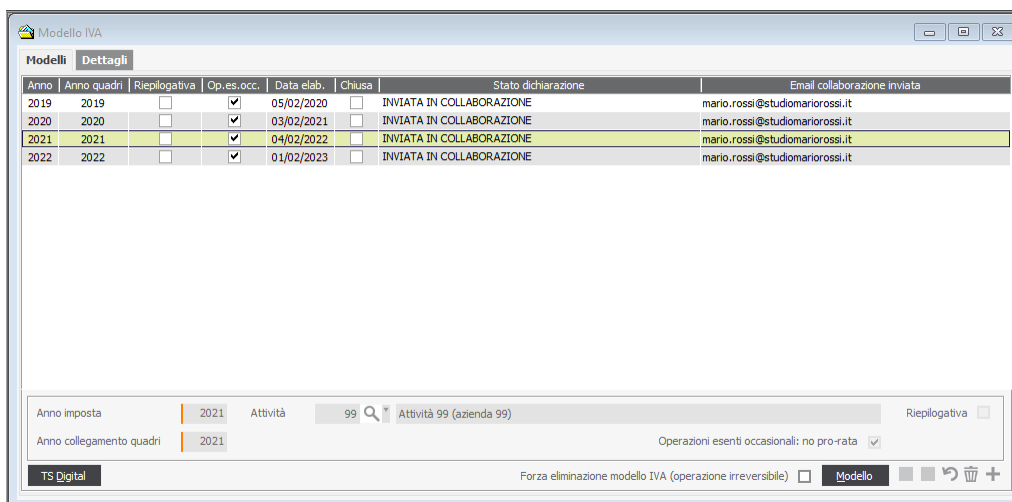 Modello IVA
Modelli Dettagli
Anno Anno quadri Riepilogativa Op.es.occ. Data elab. Chiusa Stato dichiarazione Email collaborazione inviata
2019 2019 05/02/2020 INVIATA IN COLLABORAZIONE mario.rossi@studiomariorossi.it
2020 2020 03/02/2021 INVIATA IN COLLABORAZIONE mario.rossi@studiomariorossi.it
2021 2021 04/02/2022 INVIATA IN COLLABORAZIONE mario.rossi@studiomariorossi.it
2022 2022 01/02/2023 INVIATA IN COLLABORAZIONE mario.rossi@studiomariorossi.it
Anno imposta 2021 Attività 99 Attività 99 (azienda 99) Riepilogativa
Anno collegamento quadri 2021 Operazioni esenti occasionali: no pro-rata
TS Digital Forza eliminazione modello IVA (operazione irreversibile) Modello